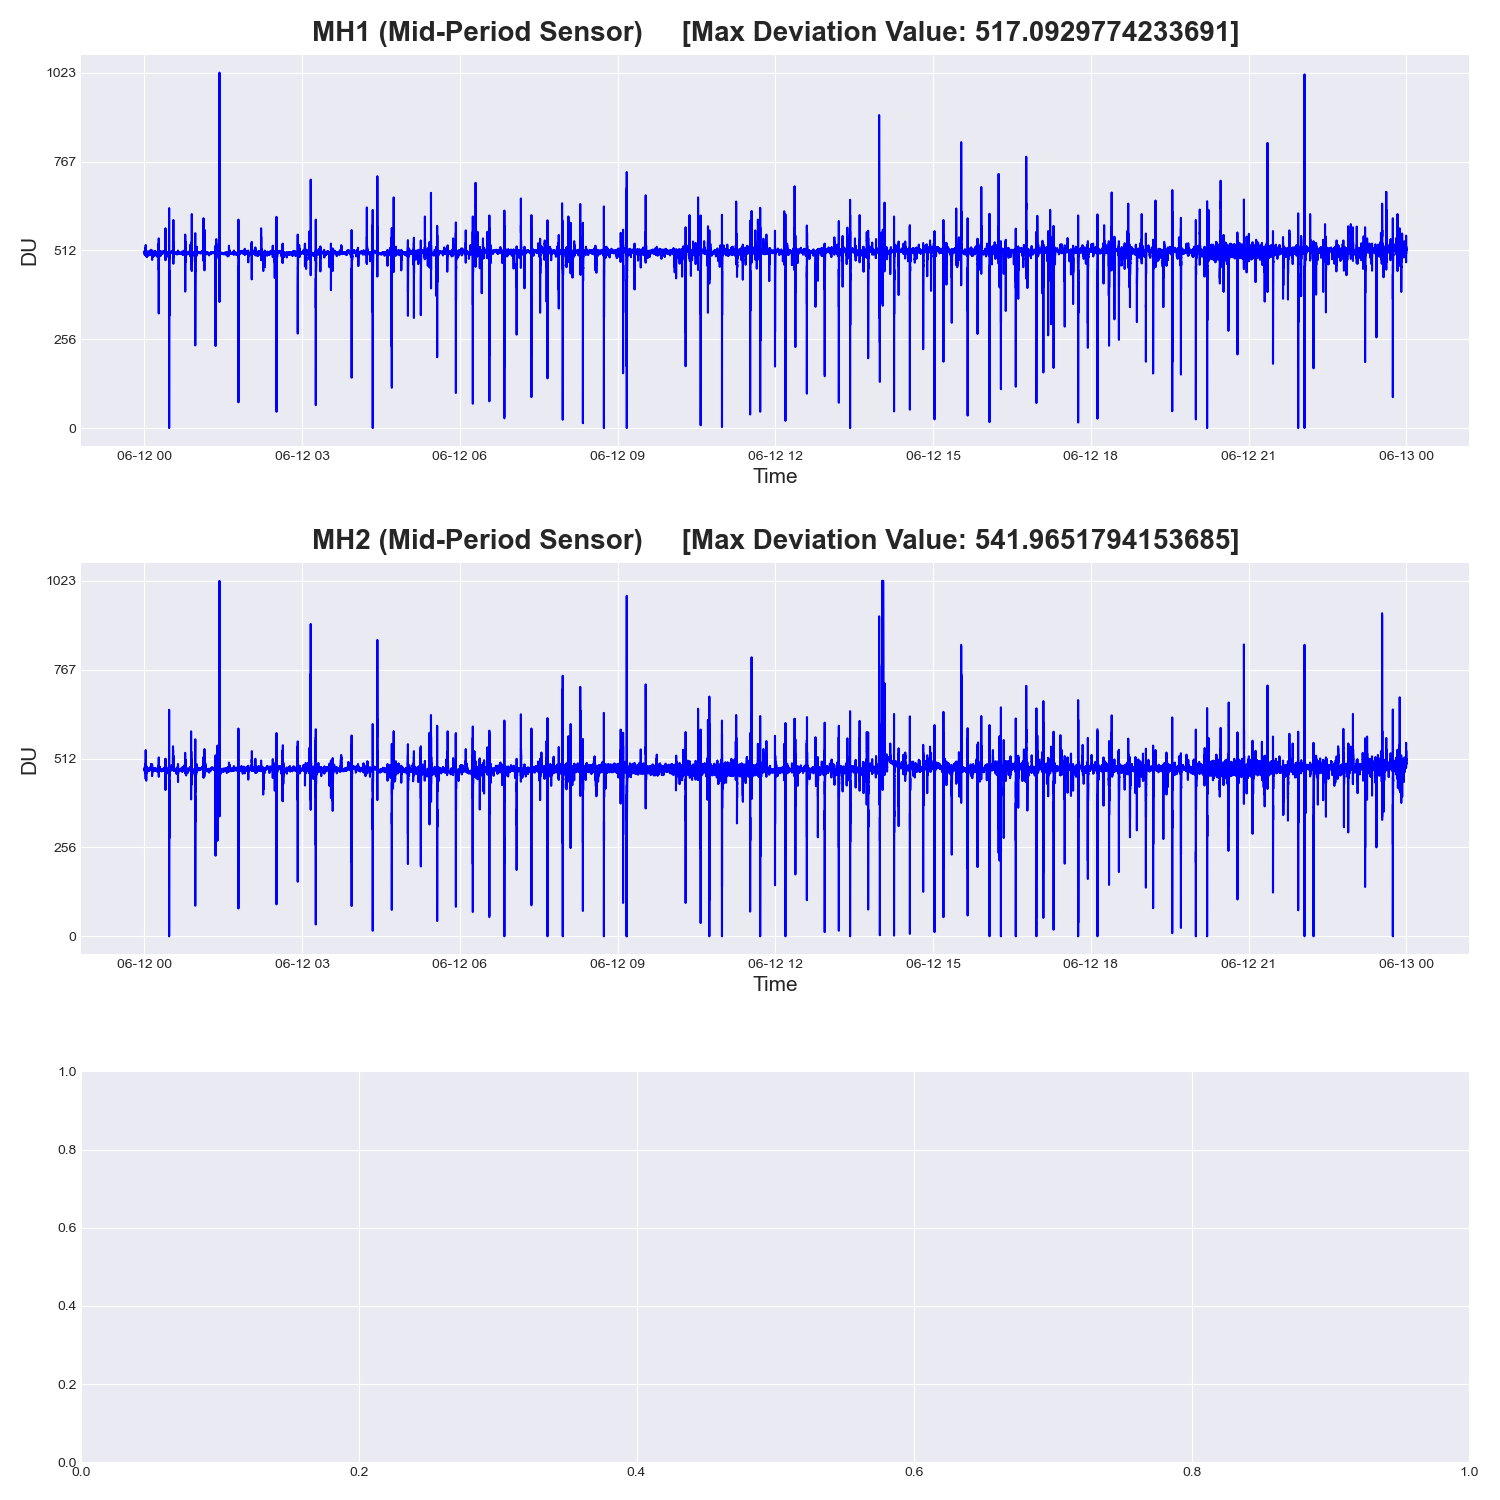 MH1 (Mid-Period Sensor) [Max Deviation Value: 517.0929774233691]
1023
767
512
256
0
DU
06-12 00 06-12 03 06-12 06 06-12 09 06-12 12 06-12 15 06-12 18 06-12 21 06-13 00
Time
MH2 (Mid-Period Sensor) [Max Deviation Value: 541.9651794153685]
1023
767
512
256
0
DU
06-12 00 06-12 03 06-12 06 06-12 09 06-12 12 06-12 15 06-12 18 06-12 21 06-13 00
Time
1.0
0.8
0.6
0.4
0.2
0.0
0.0 0.2 0.4 0.6 0.8 1.0